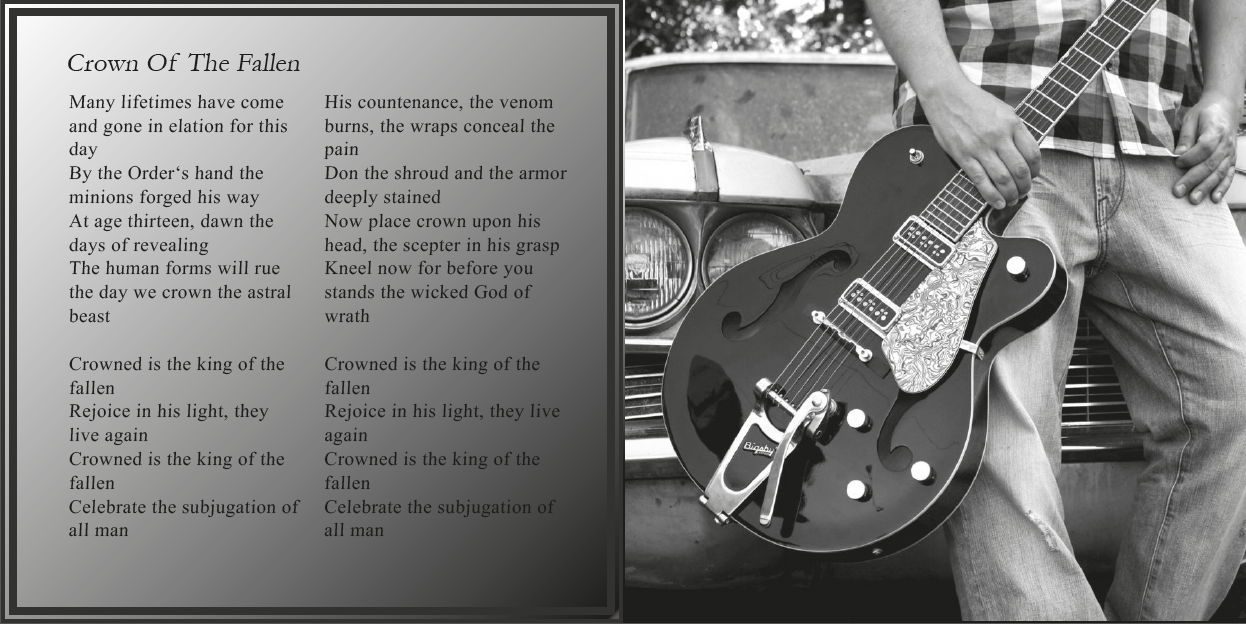 Crown Of The Fallen
Many lifetimes have come
and gone in elation for this
day
By the Order‘s hand the
minions forged his way
At age thirteen, dawn the
days of revealing
The human forms will rue
the day we crown the astral
beast
Crowned is the king of the
fallen
Rejoice in his light, they
live again
Crowned is the king of the
fallen
Celebrate the subjugation of
all man
His countenance, the venom
burns, the wraps conceal the
pain
Don the shroud and the armor
deeply stained
Now place crown upon his
head, the scepter in his grasp
Kneel now for before you
stands the wicked God of
wrath
Crowned is the king of the
fallen
Rejoice in his light, they live
again
Crowned is the king of the
fallen
Celebrate the subjugation of
all man
Bigsby